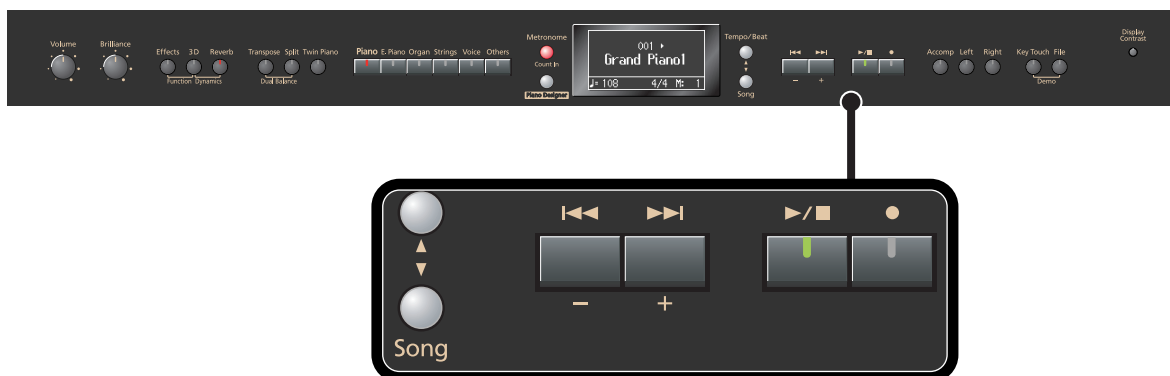 Volume
Brilliance
Effects 3D Reverb
Function Dynamics
Transpose Split Twin Piano
Dual Balance
Piano E. Piano Organ Strings Voice Others
Metronome
Count In
Piano Designer
001
Grand Piano1
♩= 108 4/4 M: 1
Tempo/Beat
Song
− +
Accomp Left Right
Key Touch File
Demo
Display
Contrast
− +
Song